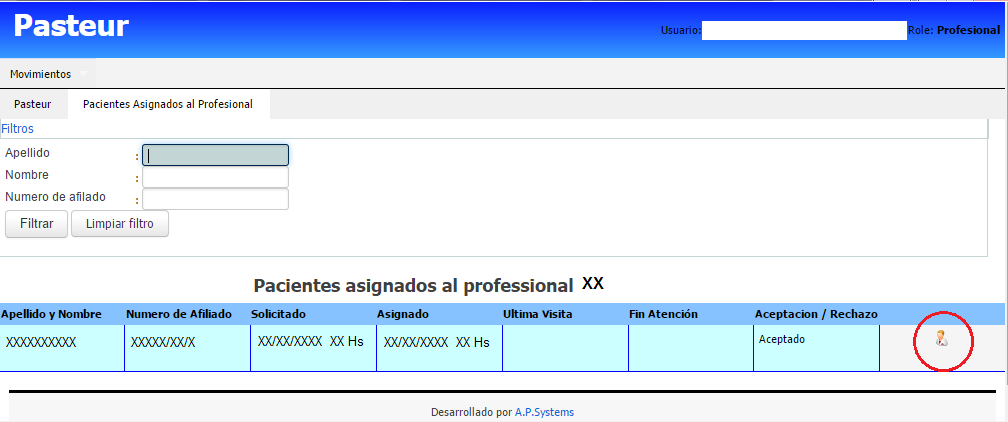 Pasteur
Usuario: Role: Profesional
Movimientos
Pasteur Pacientes Asignados al Profesional
Filtros
Apellido :
Nombre :
Numero de afilado :
Filtrar Limpiar filtro
Pacientes asignados al professional XX
Apellido y Nombre Numero de Afiliado Solicitado Asignado Ultima Visita Fin Atención Aceptacion / Rechazo
XXXXXXXXXX XXXXX/XX/X XX/XX/XXXX XX Hs XX/XX/XXXX XX Hs Aceptado
Desarrollado por A.P.Systems